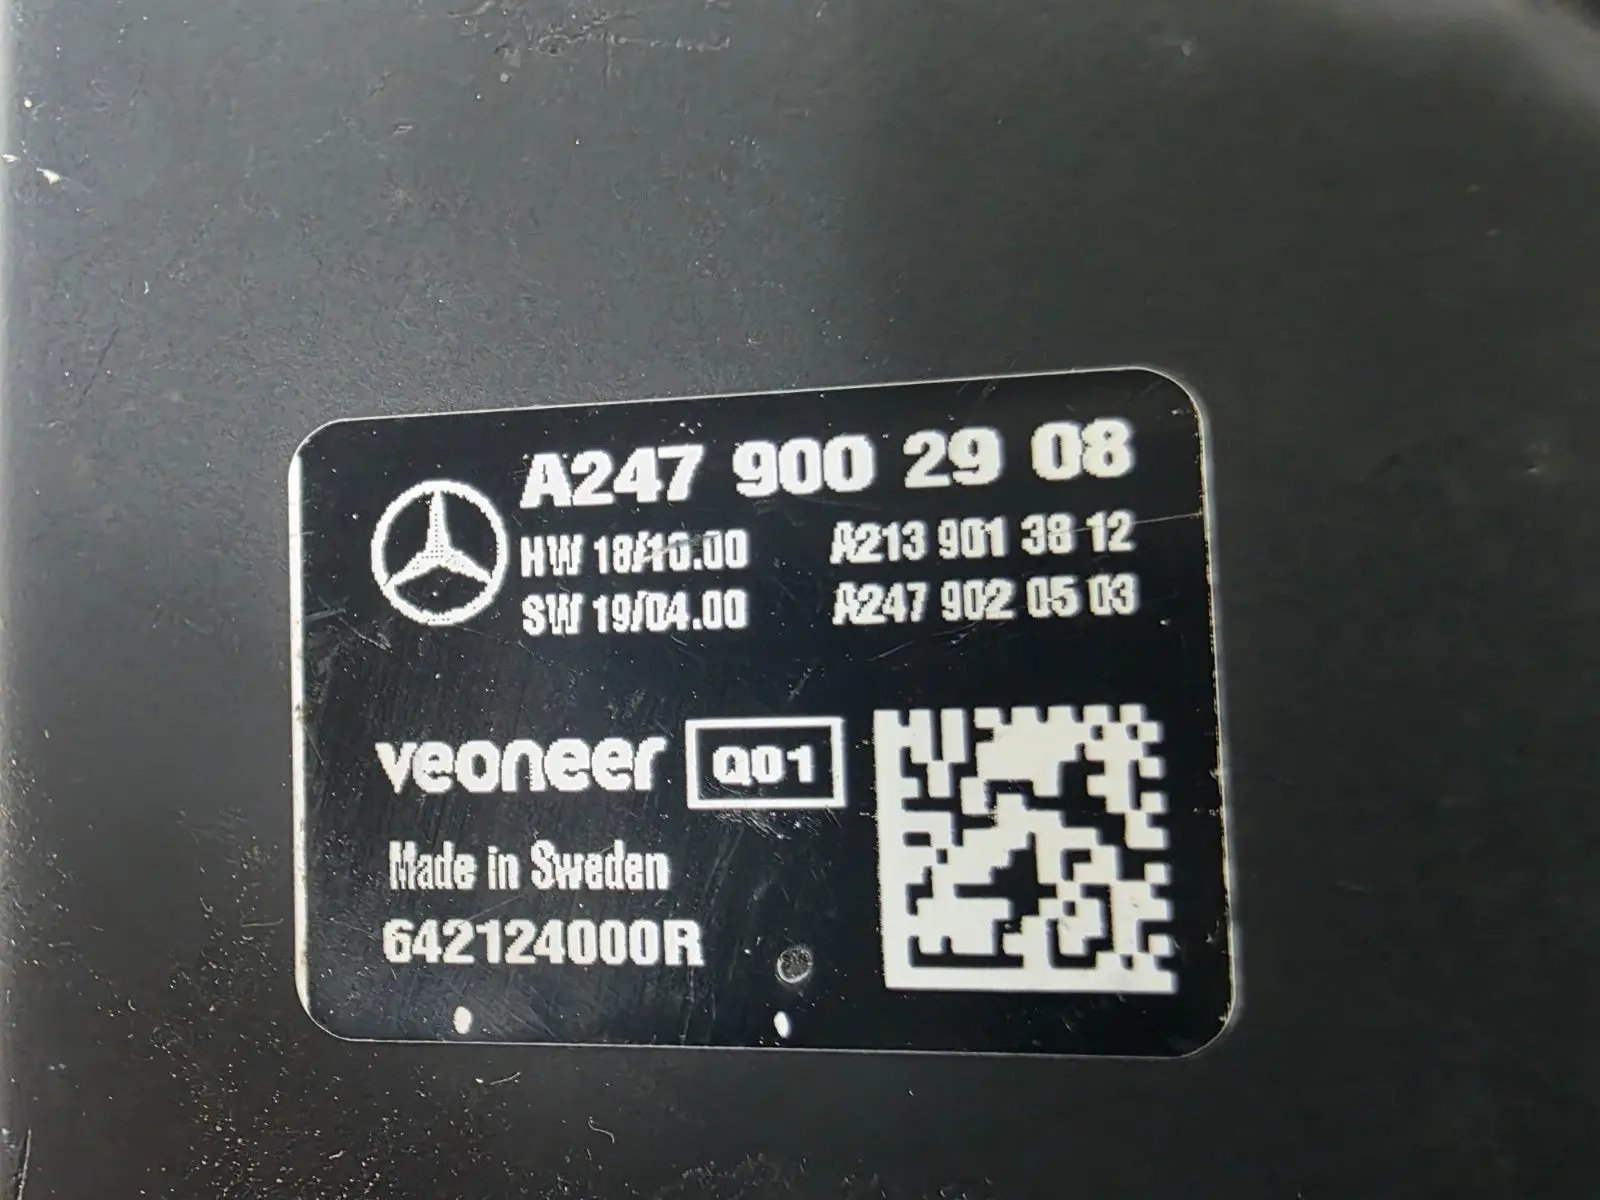 A247 900 29 08
HW 18/10.00 A213 901 38 12
SW 19/04.00 A247 902 05 03
veoneer Q01
Made in Sweden
642124000R